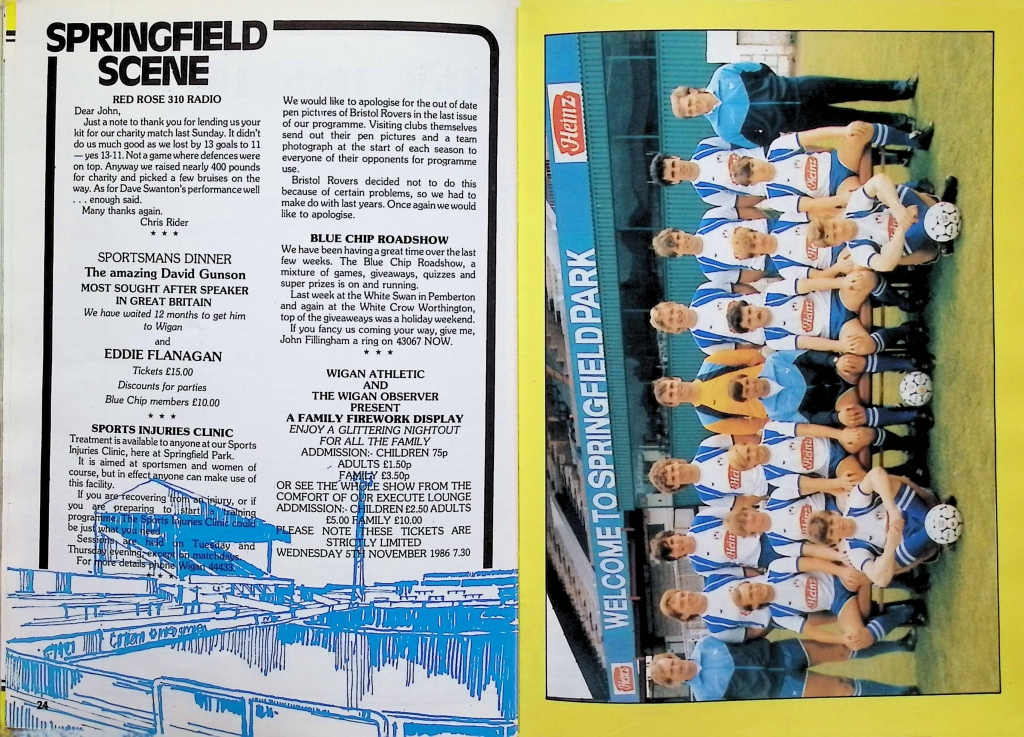 SPRINGFIELD
SCENE
RED ROSE 310 RADIO
Dear John,
Just a note to thank you for lending us your
kit for our charity match last Sunday. It didn't
do us much good as we lost by 13 goals to 11
— yes 13-11. Not a game where defences were
on top. Anyway we raised nearly 400 pounds
for charity and picked a few bruises on the
way. As for Dave Swanton's performance well
. . . enough said.
Many thanks again.
Chris Rider
★ ★ ★
SPORTSMANS DINNER
The amazing David Gunson
MOST SOUGHT AFTER SPEAKER
IN GREAT BRITAIN
We have waited 12 months to get him
to Wigan
and
EDDIE FLANAGAN
Tickets £15.00
Discounts for parties
Blue Chip members £10.00
★ ★ ★
SPORTS INJURIES CLINIC
Treatment is available to anyone at our Sports
Injuries Clinic, here at Springfield Park.
It is aimed at sportsmen and women of
course, but in effect anyone can make use of
this facility.
If you are recovering from an injury, or if
you are preparing to start a training
programme. The Sports Injuries Clinic could
be just what you need.
Sessions are held on Tuesday and
Thursday evening, except on matchdays.
For more details phone Wigan 44433.
★ ★ ★
We would like to apologise for the out of date
pen pictures of Bristol Rovers in the last issue
of our programme. Visiting clubs themselves
send out their pen pictures and a team
photograph at the start of each season to
everyone of their opponents for programme
use.
Bristol Rovers decided not to do this
because of certain problems, so we had to
make do with last years. Once again we would
like to apologise.
BLUE CHIP ROADSHOW
We have been having a great time over the last
few weeks. The Blue Chip Roadshow, a
mixture of games, giveaways, quizzes and
super prizes is on and running.
Last week at the White Swan in Pemberton
and again at the White Crow Worthington,
top of the giveaways was a holiday weekend.
If you fancy us coming your way, give me,
John Fillingham a ring on 43067 NOW.
★ ★ ★
WIGAN ATHLETIC
AND
THE WIGAN OBSERVER
PRESENT
A FAMILY FIREWORK DISPLAY
ENJOY A GLITTERING NIGHTOUT
FOR ALL THE FAMILY
ADDMISSION:- CHILDREN 75p
ADULTS £1.50p
FAMILY £3.50p
OR SEE THE WHOLE SHOW FROM THE
COMFORT OF OUR EXECUTE LOUNGE
ADDMISSION:- CHILDREN £2.50 ADULTS
£5.00 FAMILY £10.00
PLEASE NOTE THESE TICKETS ARE
STRICTLY LIMITED
WEDNESDAY 5TH NOVEMBER 1986 7.30
24
Heinz
WELCOME TO SPRINGFIELD PARK
Heinz
Heinz
Heinz
Heinz
Heinz
Heinz
Heinz